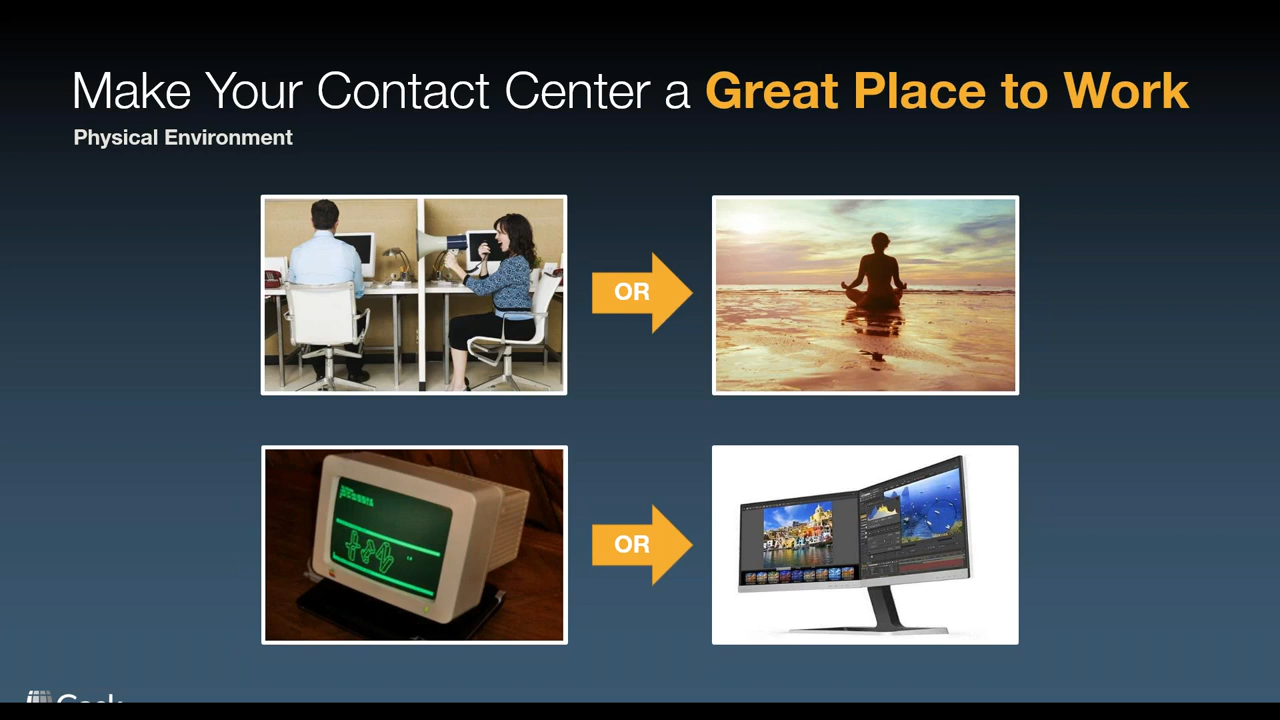 Make Your Contact Center a Great Place to Work
Physical Environment
OR
OR